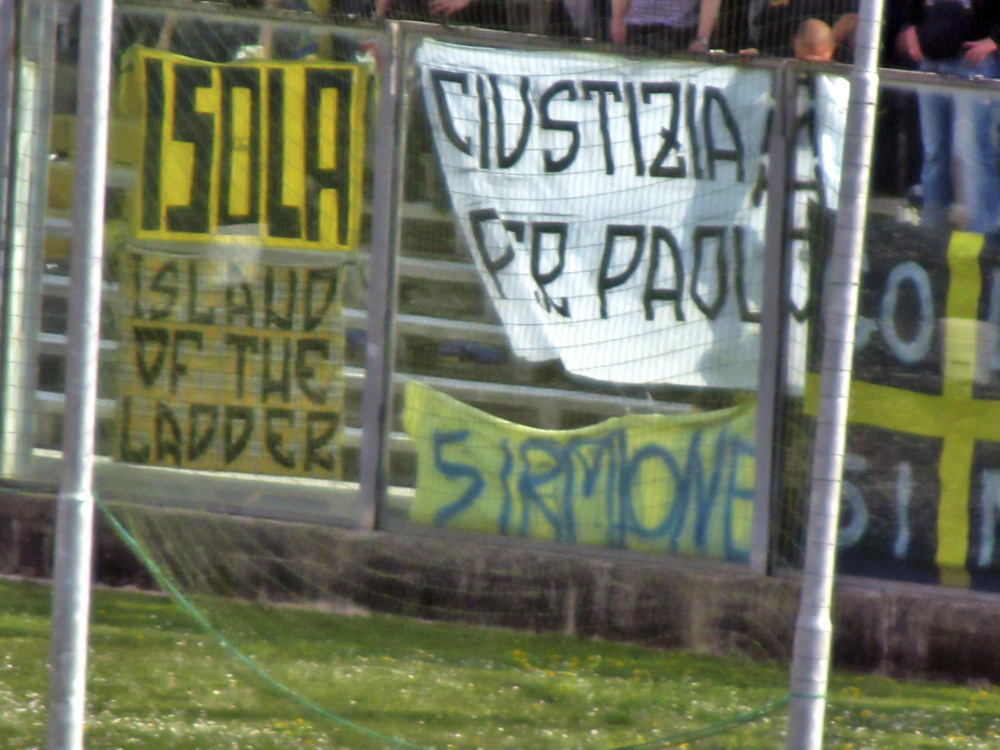 ISOLA
ISLAND
OF THE
LADDER
GIUSTIZIA
PER PAOLO
SIRMIONE